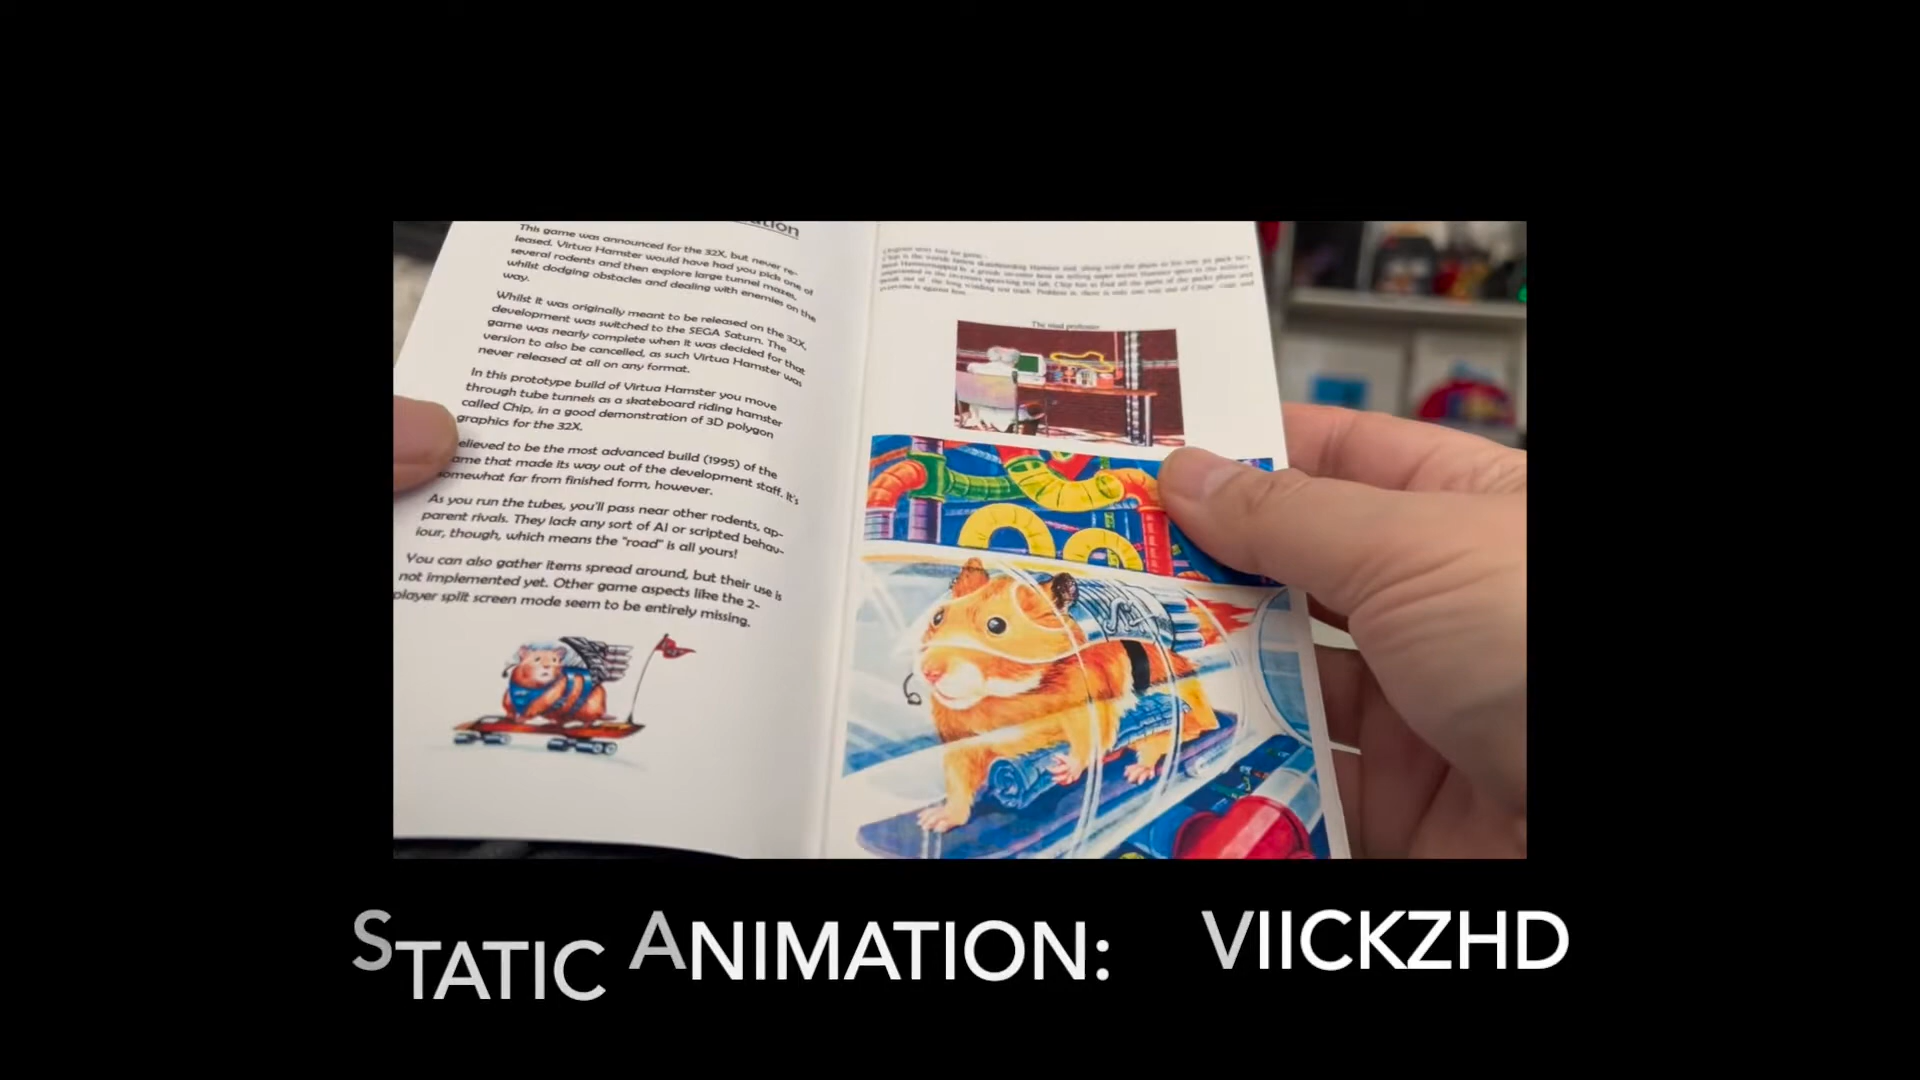 ation
This game was announced for the 32X, but never re-
leased. Virtua Hamster would have had you pick one of
several rodents and then explore large tunnel mazes,
whilst dodging obstacles and dealing with enemies on the
way.
Whilst it was originally meant to be released on the 32X,
development was switched to the SEGA Saturn. The
game was nearly complete when it was decided for that
version to also be cancelled, as such Virtua Hamster was
never released at all on any format.
In this prototype build of Virtua Hamster you move
through tube tunnels as a skateboard riding hamster
called Chip, in a good demonstration of 3D polygon
graphics for the 32X.
elieved to be the most advanced build (1995) of the
ame that made its way out of the development staff. It's
somewhat far from finished form, however.
As you run the tubes, you'll pass near other rodents, ap-
parent rivals. They lack any sort of AI or scripted behav-
iour, though, which means the "road" is all yours!
You can also gather items spread around, but their use is
not implemented yet. Other game aspects like the 2-
player split screen mode seem to be entirely missing.
The mad professor
STATIC ANIMATION: VIICKZHD